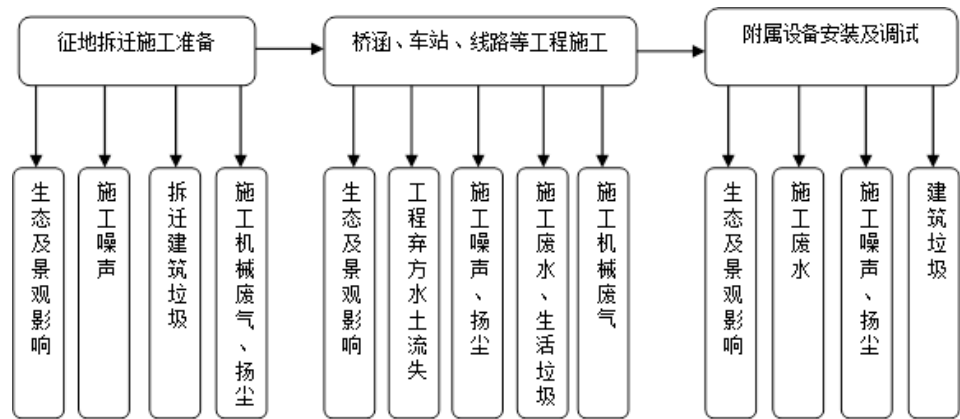 征地拆迁施工准备
桥涵、车站、线路等工程施工
附属设备安装及调试
生态及景观影响
施工噪声
拆迁建筑垃圾
施工机械废气、扬尘
生态及景观影响
工程弃方水土流失
施工噪声、扬尘
施工废水、生活垃圾
施工机械废气
生态及景观影响
施工废水
施工噪声、扬尘
建筑垃圾